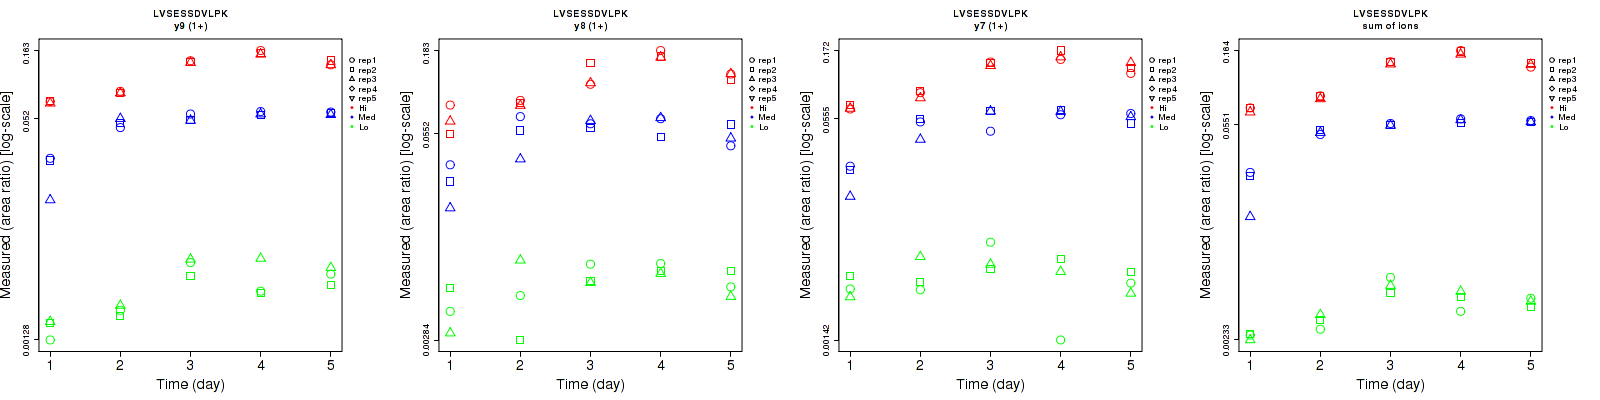 LVSESSDVLPK
y9 (1+)
Measured (area ratio) [log-scale]
0.163
0.052
0.00128
1 2 3 4 5
Time (day)
rep1
rep2
rep3
rep4
rep5
Hi
Med
Lo
LVSESSDVLPK
y8 (1+)
Measured (area ratio) [log-scale]
0.183
0.0552
0.00284
1 2 3 4 5
Time (day)
rep1
rep2
rep3
rep4
rep5
Hi
Med
Lo
LVSESSDVLPK
y7 (1+)
Measured (area ratio) [log-scale]
0.172
0.0555
0.00142
1 2 3 4 5
Time (day)
rep1
rep2
rep3
rep4
rep5
Hi
Med
Lo
LVSESSDVLPK
sum of ions
Measured (area ratio) [log-scale]
0.164
0.0551
0.00233
1 2 3 4 5
Time (day)
rep1
rep2
rep3
rep4
rep5
Hi
Med
Lo